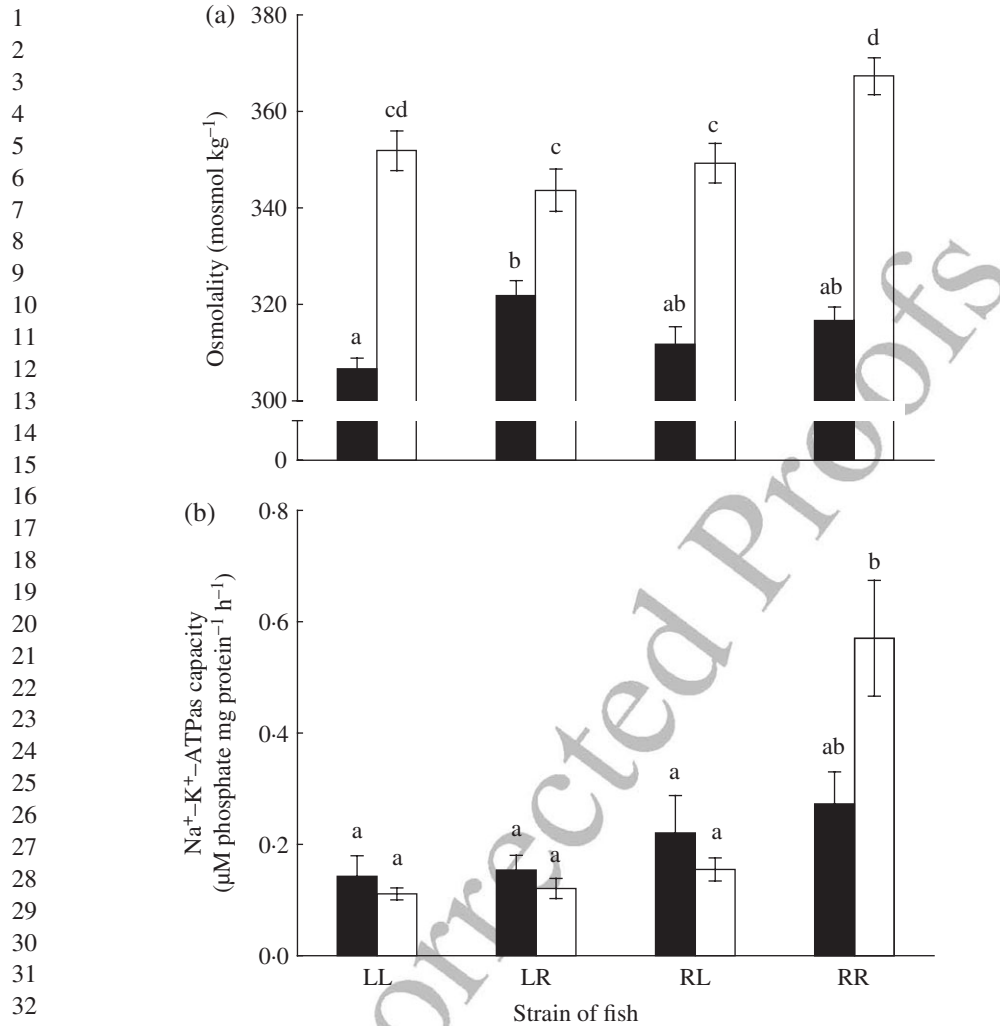 1
2
3
4
5
6
7
8
9
10
11
12
13
14
15
16
17
18
19
20
21
22
23
24
25
26
27
28
29
30
31
32
(a)
380
360
340
320
300
0
Osmolality (mosmol kg⁻¹)
a
cd
b
c
ab
c
ab
d
(b)
0·8
0·6
0·4
0·2
0·0
Na⁺–K⁺–ATPas capacity
(μM phosphate mg protein⁻¹ h⁻¹)
a
a
a
a
a
a
ab
b
LL LR RL RR
Strain of fish
orrected Proofs